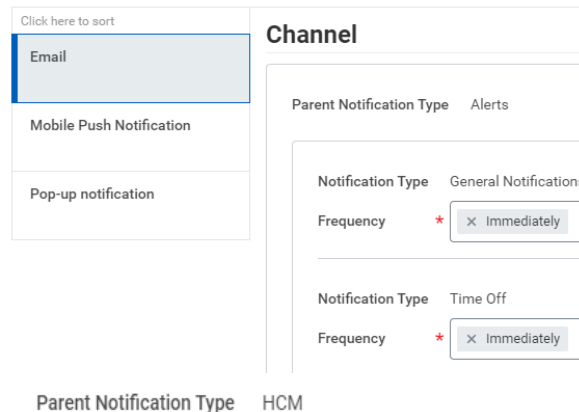 Click here to sort
Email
Mobile Push Notification
Pop-up notification
Channel
Parent Notification Type Alerts
Notification Type General Notifications
Frequency * × Immediately
Notification Type Time Off
Frequency * × Immediately
Parent Notification Type HCM